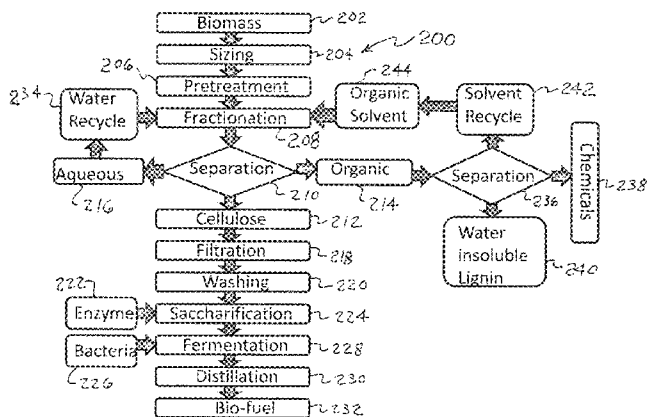 Biomass 202
Sizing 204 200
206 Pretreatment 244
234 Water Recycle Fractionation 208 Organic Solvent Solvent Recycle 242
Aqueous 216 Separation 210 Organic 214 Separation 236 Chemicals 238
Cellulose 212
Filtration 218
Water insoluble Lignin 240
Washing 220
222 Enzyme Saccharification 224
Bacteria 226 Fermentation 228
Distillation 230
Bio-fuel 232